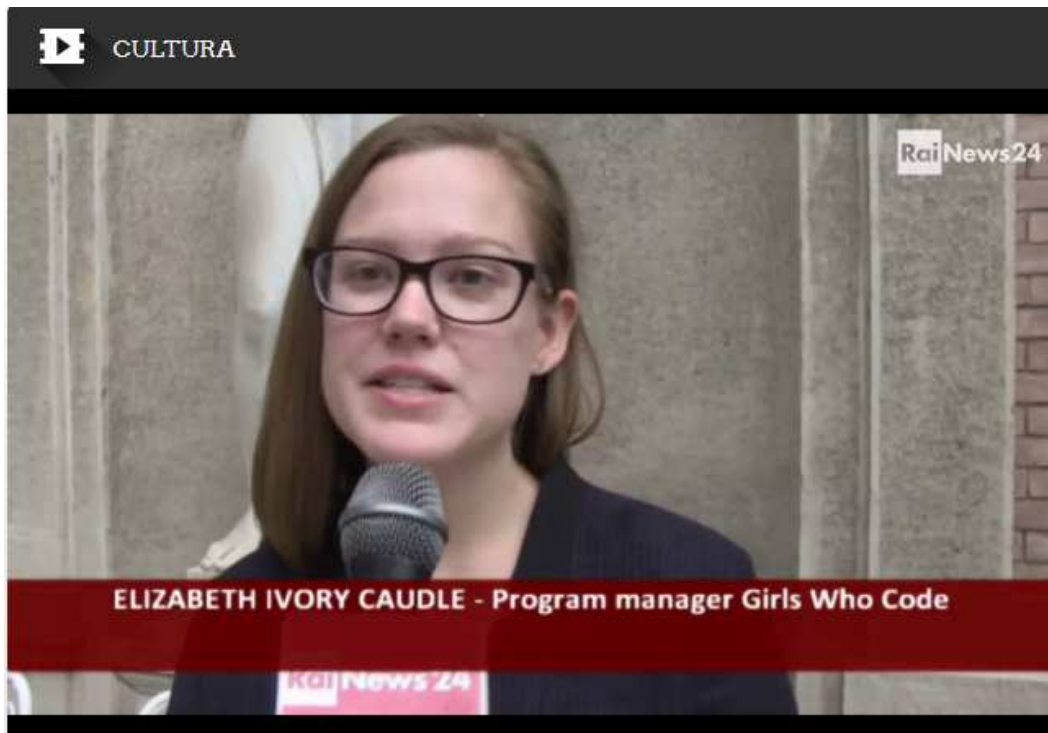 CULTURA
RaiNews24
ELIZABETH IVORY CAUDLE - Program manager Girls Who Code
RaiNews24